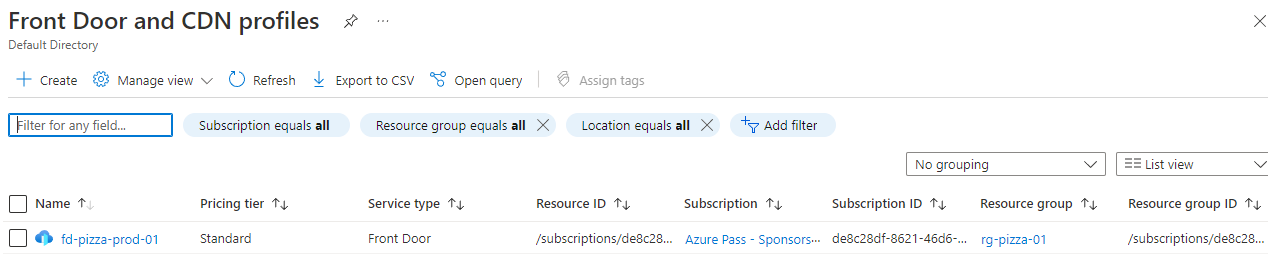 Front Door and CDN profiles
Default Directory
Create Manage view Refresh Export to CSV Open query Assign tags
Filter for any field... Subscription equals all Resource group equals all Location equals all Add filter
No grouping List view
Name Pricing tier Service type Resource ID Subscription Subscription ID Resource group Resource group ID
fd-pizza-prod-01 Standard Front Door /subscriptions/de8c28... Azure Pass - Sponsors... de8c28df-8621-46d6-... rg-pizza-01 /subscriptions/de8c28...